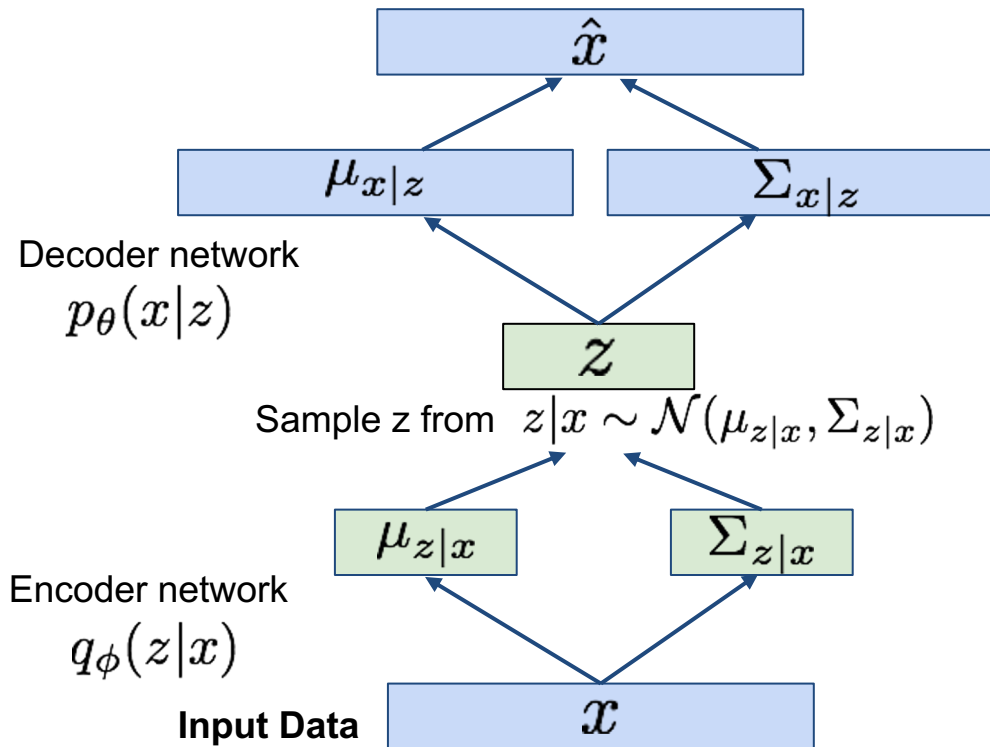 x̂
μ_{x|z}
Σ_{x|z}
Decoder network
p_θ(x|z)
z
Sample z from z|x ∼ 𝒩(μ_{z|x}, Σ_{z|x})
μ_{z|x}
Σ_{z|x}
Encoder network
q_ϕ(z|x)
Input Data
x